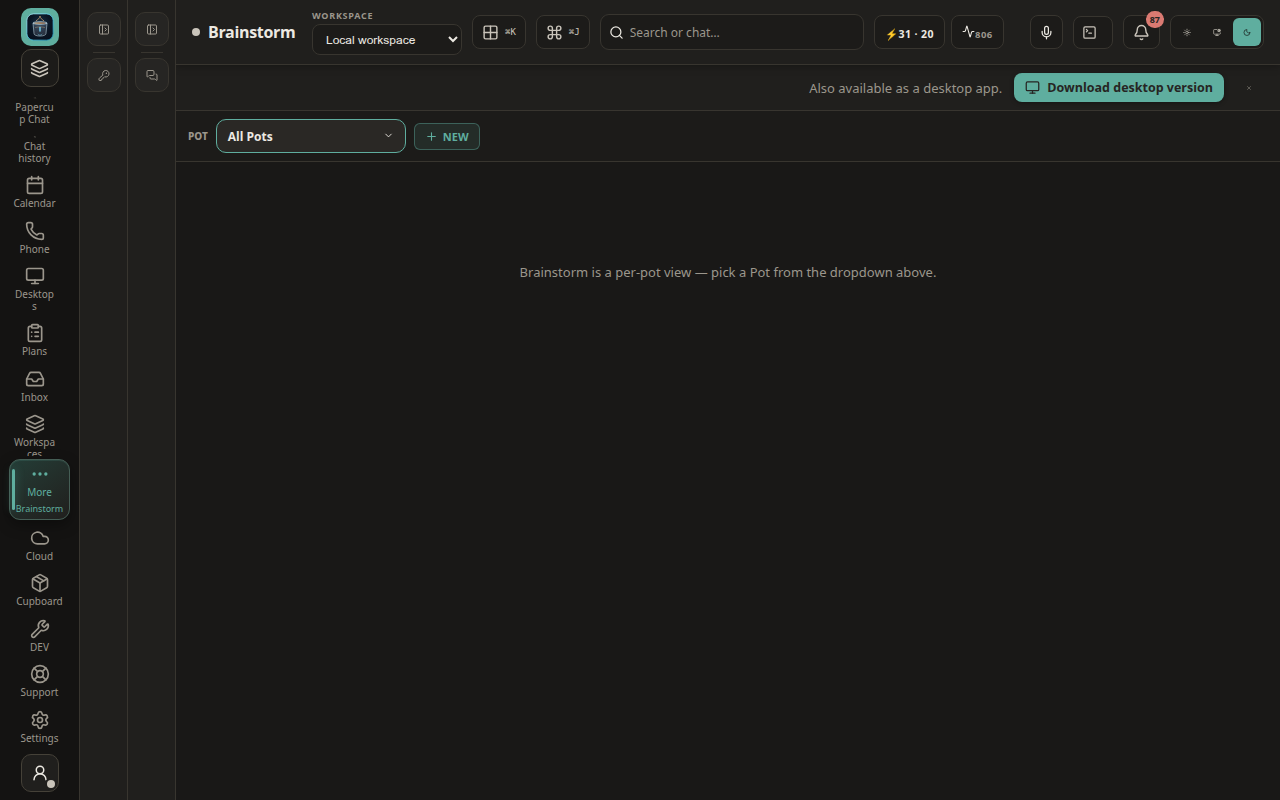 Brainstorm
WORKSPACE
Local workspace
⌘K
⌘J
Search or chat...
⚡31 · 20
806
87
Also available as a desktop app.
Download desktop version
×
POT
All Pots
+ NEW
Brainstorm is a per-pot view — pick a Pot from the dropdown above.
Papercu
p Chat
Chat
history
Calendar
Phone
Desktop
s
Plans
Inbox
Workspa
ces
More
Brainstorm
Cloud
Cupboard
DEV
Support
Settings